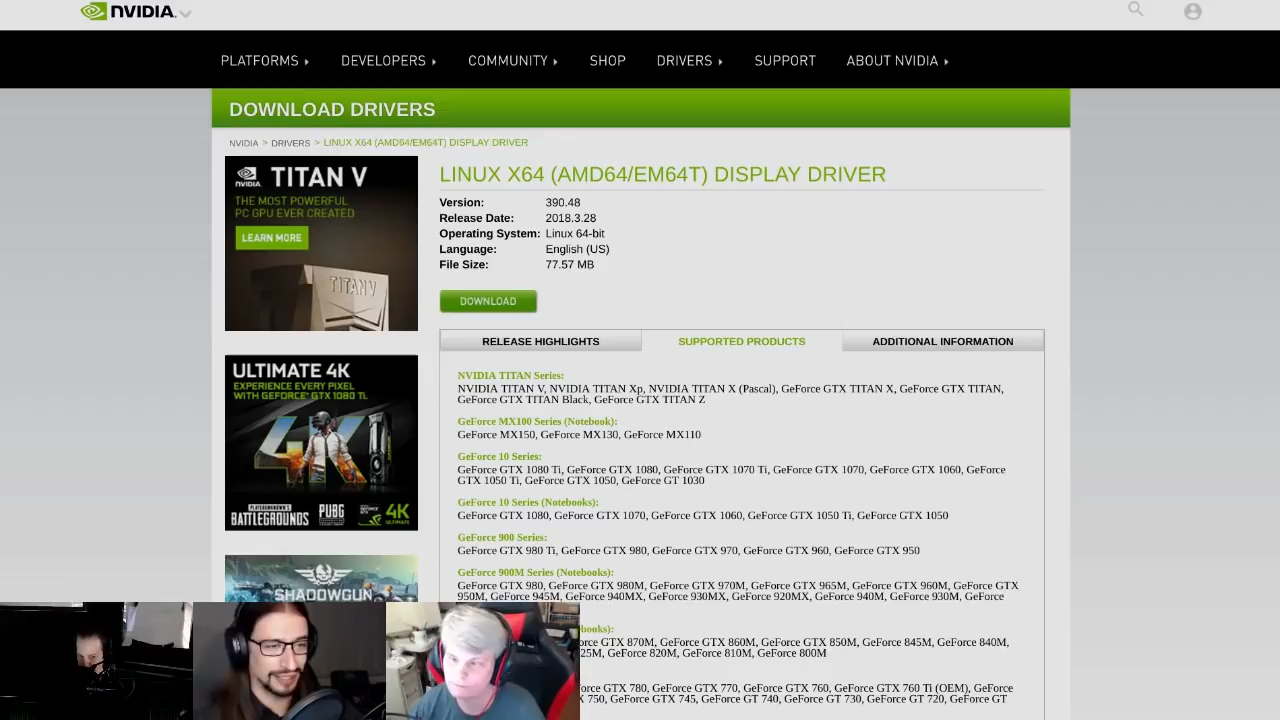 NVIDIA.
PLATFORMS DEVELOPERS COMMUNITY SHOP DRIVERS SUPPORT ABOUT NVIDIA
DOWNLOAD DRIVERS
NVIDIA > DRIVERS > LINUX X64 (AMD64/EM64T) DISPLAY DRIVER
NVIDIA. TITAN V
THE MOST POWERFUL
PC GPU EVER CREATED
LEARN MORE
TITAN V
ULTIMATE 4K
EXPERIENCE EVERY PIXEL
WITH GEFORCE® GTX 1080 TI.
4K
PLAYERUNKNOWN'S
BATTLEGROUNDS
PUBG
GEFORCE GTX
4K
ULTIMATE
SHADOWGUN
LINUX X64 (AMD64/EM64T) DISPLAY DRIVER
Version: 390.48
Release Date: 2018.3.28
Operating System: Linux 64-bit
Language: English (US)
File Size: 77.57 MB
DOWNLOAD
RELEASE HIGHLIGHTS SUPPORTED PRODUCTS ADDITIONAL INFORMATION
NVIDIA TITAN Series:
NVIDIA TITAN V, NVIDIA TITAN Xp, NVIDIA TITAN X (Pascal), GeForce GTX TITAN X, GeForce GTX TITAN,
GeForce GTX TITAN Black, GeForce GTX TITAN Z
GeForce MX100 Series (Notebook):
GeForce MX150, GeForce MX130, GeForce MX110
GeForce 10 Series:
GeForce GTX 1080 Ti, GeForce GTX 1080, GeForce GTX 1070 Ti, GeForce GTX 1070, GeForce GTX 1060, GeForce
GTX 1050 Ti, GeForce GTX 1050, GeForce GT 1030
GeForce 10 Series (Notebooks):
GeForce GTX 1080, GeForce GTX 1070, GeForce GTX 1060, GeForce GTX 1050 Ti, GeForce GTX 1050
GeForce 900 Series:
GeForce GTX 980 Ti, GeForce GTX 980, GeForce GTX 970, GeForce GTX 960, GeForce GTX 950
GeForce 900M Series (Notebooks):
GeForce GTX 980, GeForce GTX 980M, GeForce GTX 970M, GeForce GTX 965M, GeForce GTX 960M, GeForce GTX
950M, GeForce 945M, GeForce 940MX, GeForce 930MX, GeForce 920MX, GeForce 940M, GeForce 930M, GeForce
books):
orce GTX 870M, GeForce GTX 860M, GeForce GTX 850M, GeForce 845M, GeForce 840M,
25M, GeForce 820M, GeForce 810M, GeForce 800M
orce GTX 780, GeForce GTX 770, GeForce GTX 760, GeForce GTX 760 Ti (OEM), GeForce
X 750, GeForce GTX 745, GeForce GT 740, GeForce GT 730, GeForce GT 720, GeForce GT